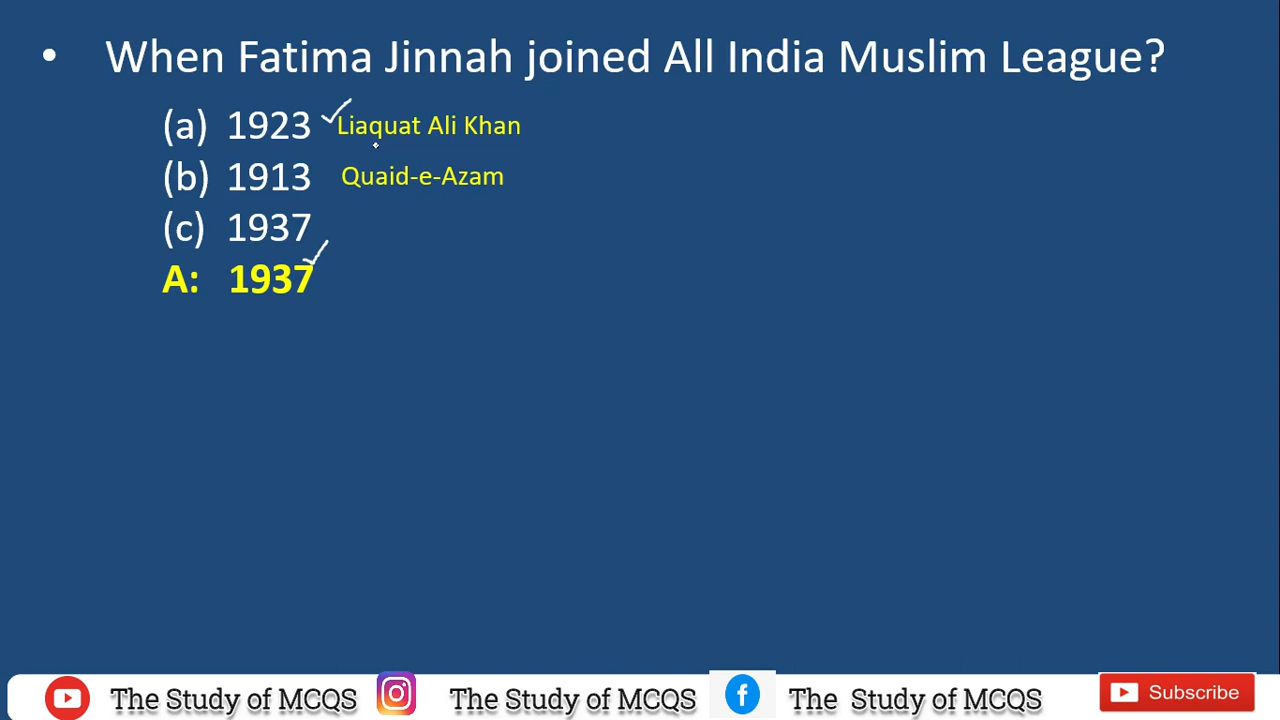 • When Fatima Jinnah joined All India Muslim League?
(a) 1923 Liaquat Ali Khan
(b) 1913 Quaid-e-Azam
(c) 1937
A: 1937
The Study of MCQS The Study of MCQS The Study of MCQS Subscribe